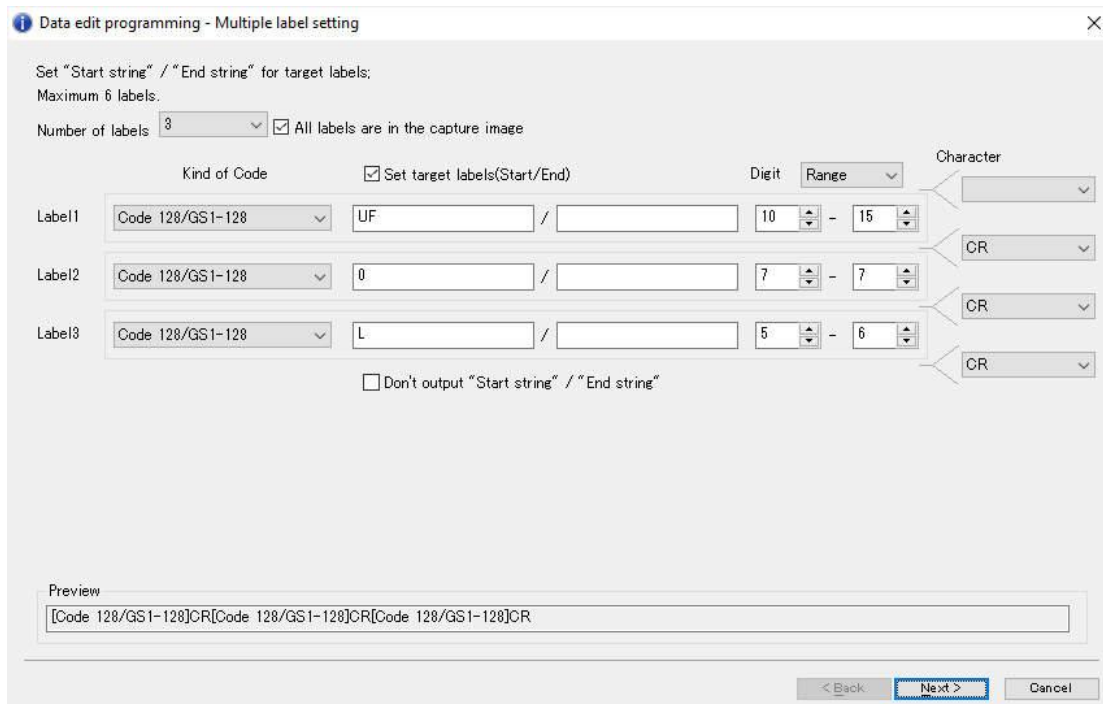 Data edit programming - Multiple label setting
Set "Start string" / "End string" for target labels;
Maximum 6 labels.
Number of labels 3 All labels are in the capture image
Character
Kind of Code Set target labels(Start/End) Digit Range
Label1 Code 128/GS1-128 UF / 10 - 15
CR
Label2 Code 128/GS1-128 0 / 7 - 7
CR
Label3 Code 128/GS1-128 L / 5 - 6
CR
Don't output "Start string" / "End string"
Preview
[Code 128/GS1-128]CR[Code 128/GS1-128]CR[Code 128/GS1-128]CR
< Back Next > Cancel